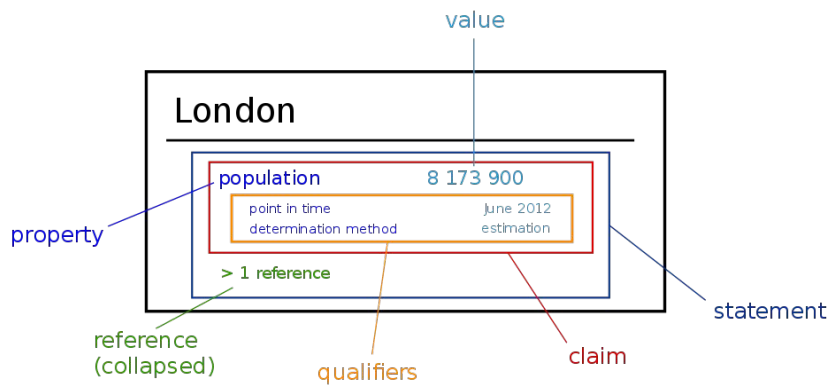 value
London
population 8 173 900
point in time June 2012
determination method estimation
property
> 1 reference
statement
reference
(collapsed)
claim
qualifiers